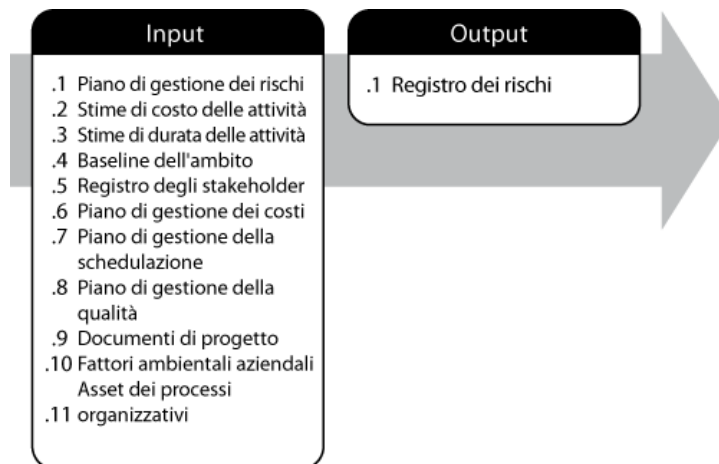 Input
.1 Piano di gestione dei rischi
.2 Stime di costo delle attività
.3 Stime di durata delle attività
.4 Baseline dell'ambito
.5 Registro degli stakeholder
.6 Piano di gestione dei costi
.7 Piano di gestione della
schedulazione
.8 Piano di gestione della
qualità
.9 Documenti di progetto
.10 Fattori ambientali aziendali
Asset dei processi
.11 organizzativi
Output
.1 Registro dei rischi